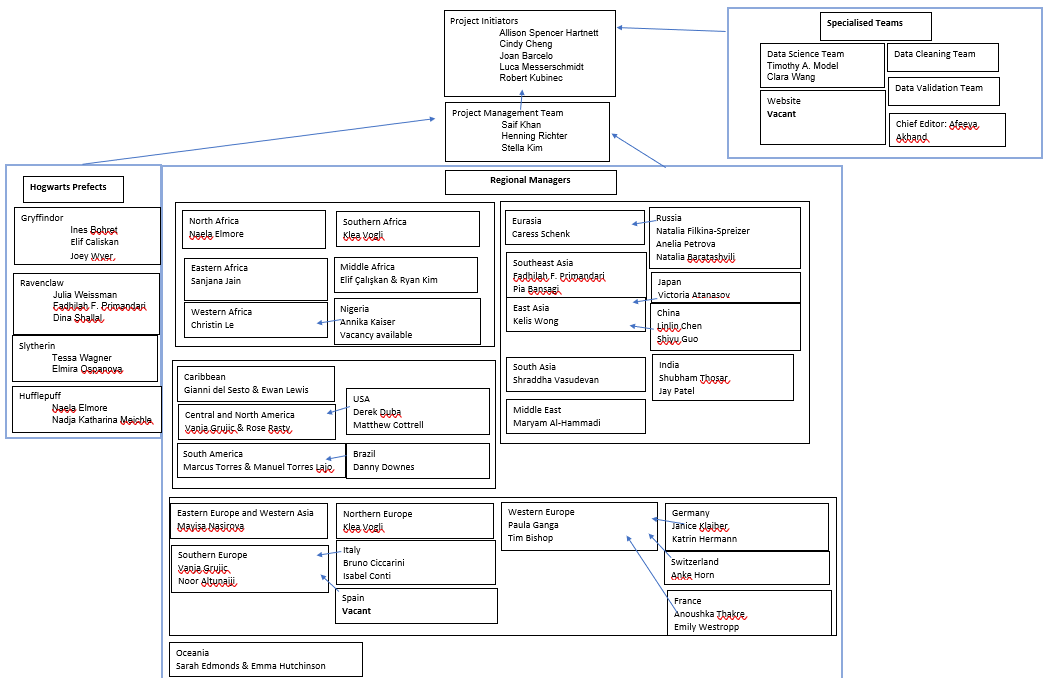 Project Initiators
Allison Spencer Hartnett
Cindy Cheng
Joan Barcelo
Luca Messerschmidt
Robert Kubinec
Project Management Team
Saif Khan
Henning Richter
Stella Kim
Specialised Teams
Data Science Team
Timothy A. Model
Clara Wang
Data Cleaning Team
Data Validation Team
Website
Vacant
Chief Editor: Afeeya
Akhand
Hogwarts Prefects
Gryffindor
Ines Bohret
Elif Caliskan
Joey Wyer
Ravenclaw
Julia Weissman
Fadhilah F. Primandari
Dina Shallal
Slytherin
Tessa Wagner
Elmira Ospanova
Hufflepuff
Naela Elmore
Nadja Katharina Meichle
Regional Managers
North Africa
Naela Elmore
Southern Africa
Klea Vogli
Eastern Africa
Sanjana Jain
Middle Africa
Elif Çalışkan & Ryan Kim
Western Africa
Christin Le
Nigeria
Annika Kaiser
Vacancy available
Eurasia
Caress Schenk
Russia
Natalia Filkina-Spreizer
Anelia Petrova
Natalia Baratashvili
Southeast Asia
Fadhilah F. Primandari
Pia Bansagi
Japan
Victoria Atanasov
East Asia
Kelis Wong
China
Linlin Chen
Shiyu Guo
South Asia
Shraddha Vasudevan
India
Shubham Thosar
Jay Patel
Middle East
Maryam Al-Hammadi
Caribbean
Gianni del Sesto & Ewan Lewis
Central and North America
Vanja Grujic & Rose Rasty
USA
Derek Duba
Matthew Cottrell
South America
Marcus Torres & Manuel Torres Lajo
Brazil
Danny Downes
Eastern Europe and Western Asia
Mavisa Nasirova
Northern Europe
Klea Vogli
Southern Europe
Vanja Grujic
Noor Altunaiji
Italy
Bruno Ciccarini
Isabel Conti
Spain
Vacant
Western Europe
Paula Ganga
Tim Bishop
Germany
Janice Klaiber
Katrin Hermann
Switzerland
Anke Horn
France
Anoushka Thakre
Emily Westropp
Oceania
Sarah Edmonds & Emma Hutchinson